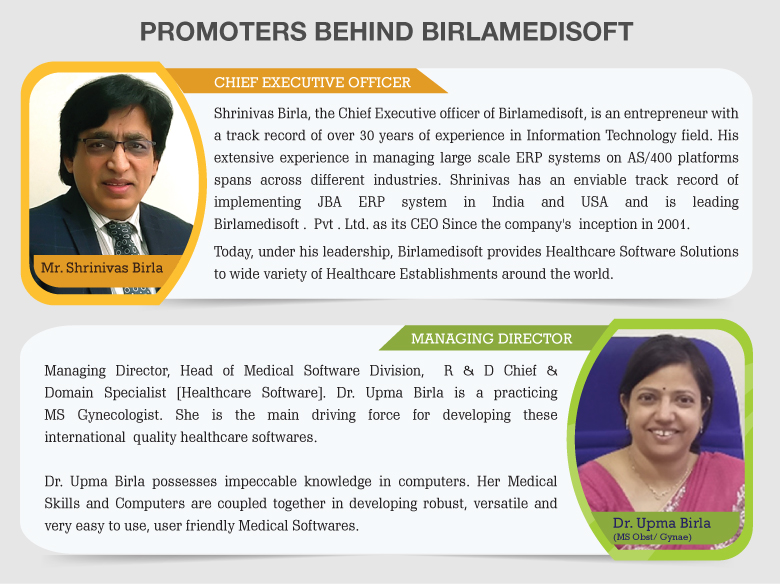 PROMOTERS BEHIND BIRLAMEDISOFT
CHIEF EXECUTIVE OFFICER
Shrinivas Birla, the Chief Executive officer of Birlamedisoft, is an entrepreneur with
a track record of over 30 years of experience in Information Technology field. His
extensive experience in managing large scale ERP systems on AS/400 platforms
spans across different industries. Shrinivas has an enviable track record of
implementing JBA ERP system in India and USA and is leading
Birlamedisoft . Pvt . Ltd. as its CEO Since the company's inception in 2001.
Today, under his leadership, Birlamedisoft provides Healthcare Software Solutions
to wide variety of Healthcare Establishments around the world.
Mr. Shrinivas Birla
MANAGING DIRECTOR
Managing Director, Head of Medical Software Division, R & D Chief &
Domain Specialist [Healthcare Software]. Dr. Upma Birla is a practicing
MS Gynecologist. She is the main driving force for developing these
international quality healthcare softwares.
Dr. Upma Birla possesses impeccable knowledge in computers. Her Medical
Skills and Computers are coupled together in developing robust, versatile and
very easy to use, user friendly Medical Softwares.
Dr. Upma Birla
(MS Obst/ Gynae)